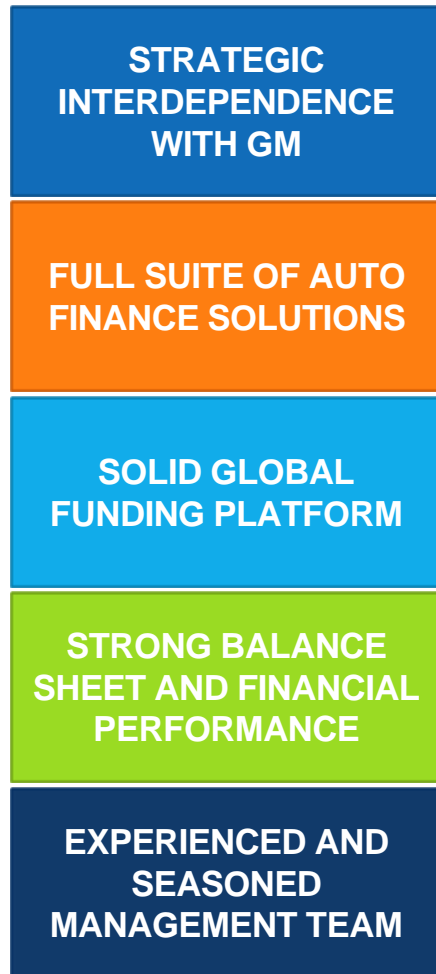 STRATEGIC
INTERDEPENDENCE
WITH GM
FULL SUITE OF AUTO
FINANCE SOLUTIONS
SOLID GLOBAL
FUNDING PLATFORM
STRONG BALANCE
SHEET AND FINANCIAL
PERFORMANCE
EXPERIENCED AND
SEASONED
MANAGEMENT TEAM